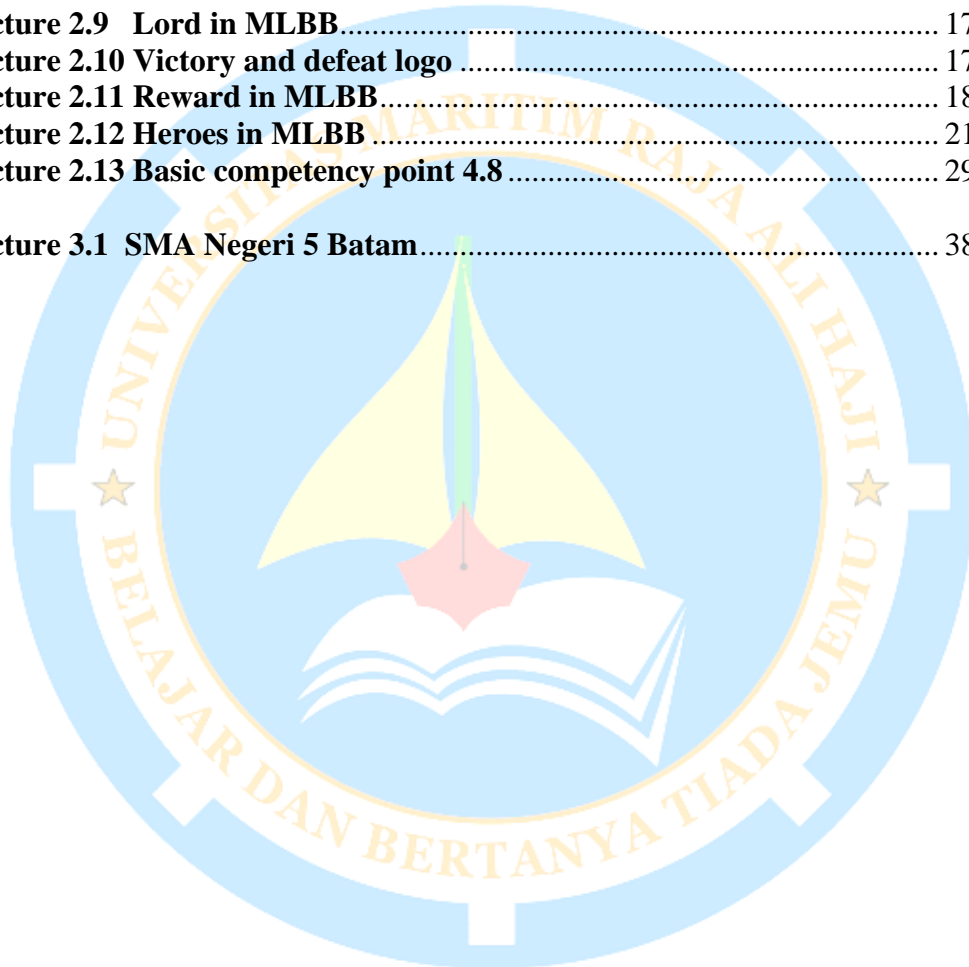 cture 2.9 Lord in MLBB........................................................................ 17
cture 2.10 Victory and defeat logo ......................................................... 17
cture 2.11 Reward in MLBB................................................................... 18
cture 2.12 Heroes in MLBB .................................................................... 21
cture 2.13 Basic competency point 4.8 ................................................... 29
cture 3.1 SMA Negeri 5 Batam.............................................................. 38
UNIVERSITAS MARITIM RAJA ALI HAJI
BELAJAR DAN BERTANYA TIADA JEMU